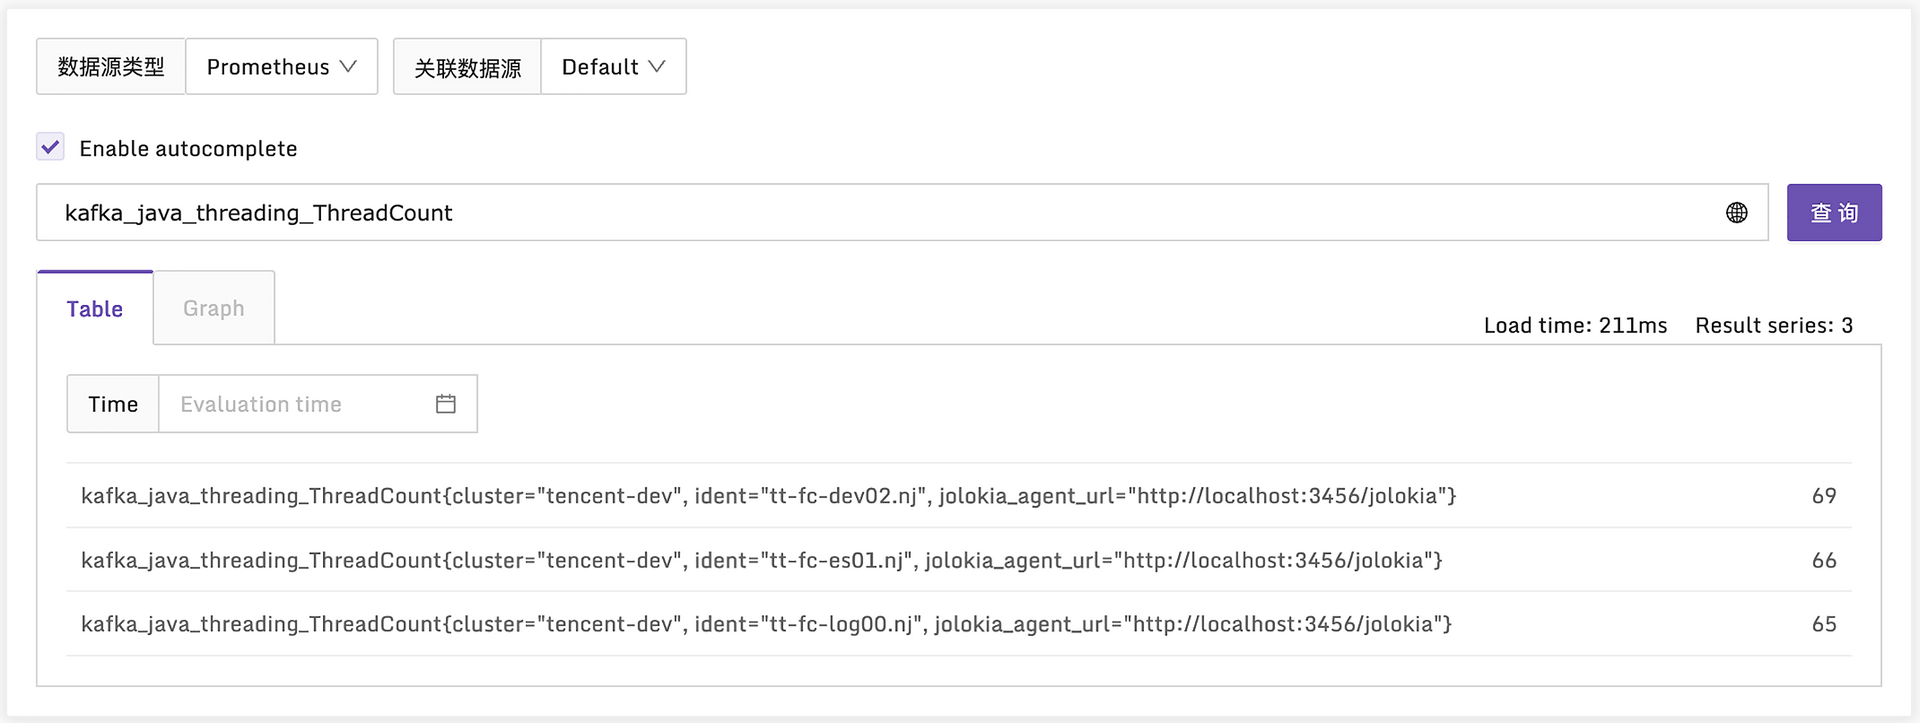 数据源类型 Prometheus 关联数据源 Default
Enable autocomplete
kafka_java_threading_ThreadCount 查询
Table Graph
Load time: 211ms Result series: 3
Time Evaluation time
kafka_java_threading_ThreadCount{cluster="tencent-dev", ident="tt-fc-dev02.nj", jolokia_agent_url="http://localhost:3456/jolokia"} 69
kafka_java_threading_ThreadCount{cluster="tencent-dev", ident="tt-fc-es01.nj", jolokia_agent_url="http://localhost:3456/jolokia"} 66
kafka_java_threading_ThreadCount{cluster="tencent-dev", ident="tt-fc-log00.nj", jolokia_agent_url="http://localhost:3456/jolokia"} 65